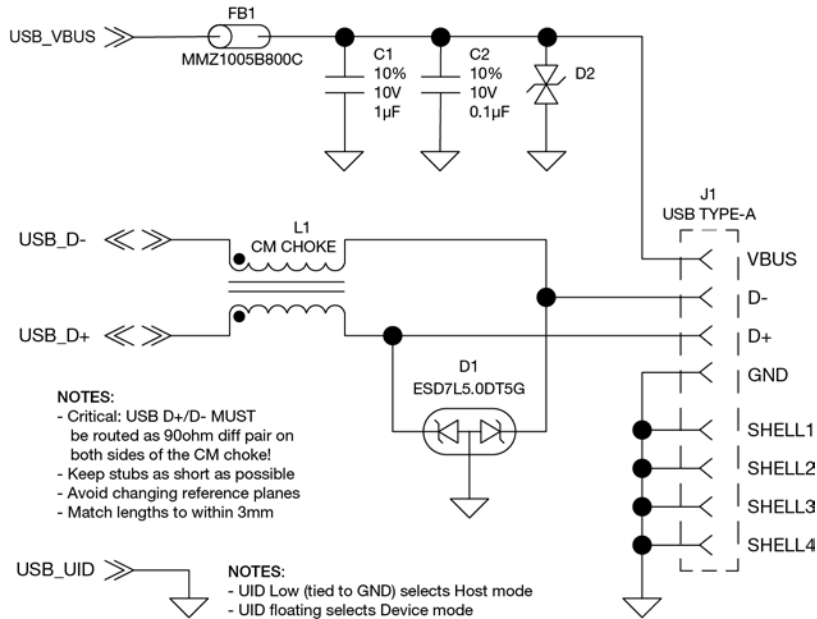 FB1
USB_VBUS
MMZ1005B800C
C1
10%
10V
1µF
C2
10%
10V
0.1µF
D2
J1
USB TYPE-A
L1
CM CHOKE
USB_D-
USB_D+
VBUS
D-
D+
GND
SHELL1
SHELL2
SHELL3
SHELL4
D1
ESD7L5.0DT5G
NOTES:
- Critical: USB D+/D- MUST
be routed as 90ohm diff pair on
both sides of the CM choke!
- Keep stubs as short as possible
- Avoid changing reference planes
- Match lengths to within 3mm
USB_UID
NOTES:
- UID Low (tied to GND) selects Host mode
- UID floating selects Device mode